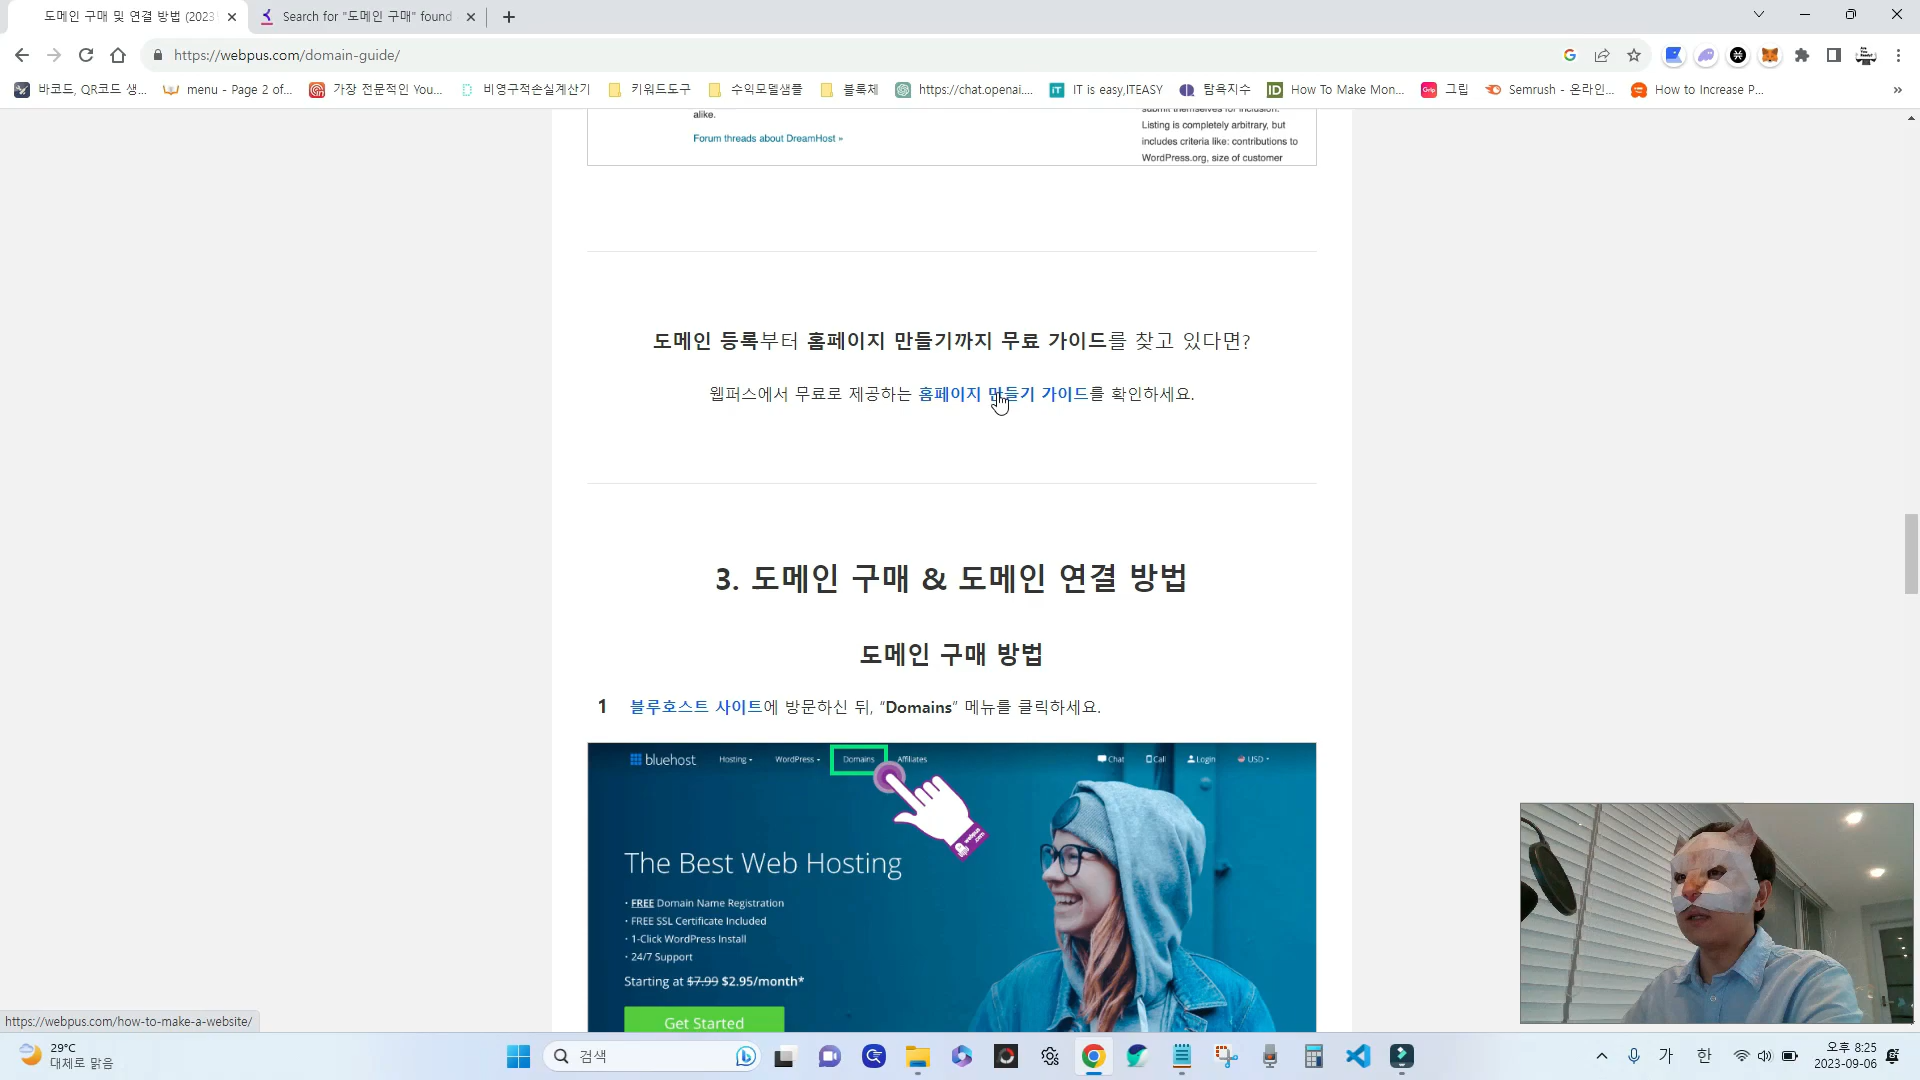 도메인 구매 및 연결 방법 (2023
Search for "도메인 구매" found
https://webpus.com/domain-guide/
바코드, QR코드 생...
menu - Page 2 of...
가장 전문적인 You...
비영구적손실계산기
키워드도구
수익모델샘플
블록체
https://chat.openai....
IT is easy,ITEASY
탐욕지수
How To Make Mon...
그립
Semrush - 온라인...
How to Increase P...
alike.
Forum threads about DreamHost »
submit themselves for inclusion.
Listing is completely arbitrary, but
includes criteria like: contributions to
WordPress.org, size of customer
도메인 등록부터 홈페이지 만들기까지 무료 가이드를 찾고 있다면?
웹퍼스에서 무료로 제공하는 홈페이지 만들기 가이드를 확인하세요.
3. 도메인 구매 & 도메인 연결 방법
도메인 구매 방법
1 블루호스트 사이트에 방문하신 뒤, “Domains” 메뉴를 클릭하세요.
bluehost Hosting WordPress Domains Affiliates Chat Call Login USD
The Best Web Hosting
· FREE Domain Name Registration
· FREE SSL Certificate Included
· 1-Click WordPress Install
· 24/7 Support
Starting at $7.99 $2.95/month*
Get Started
https://webpus.com/how-to-make-a-website/
29°C
대체로 맑음
검색
가
한
오후 8:25
2023-09-06